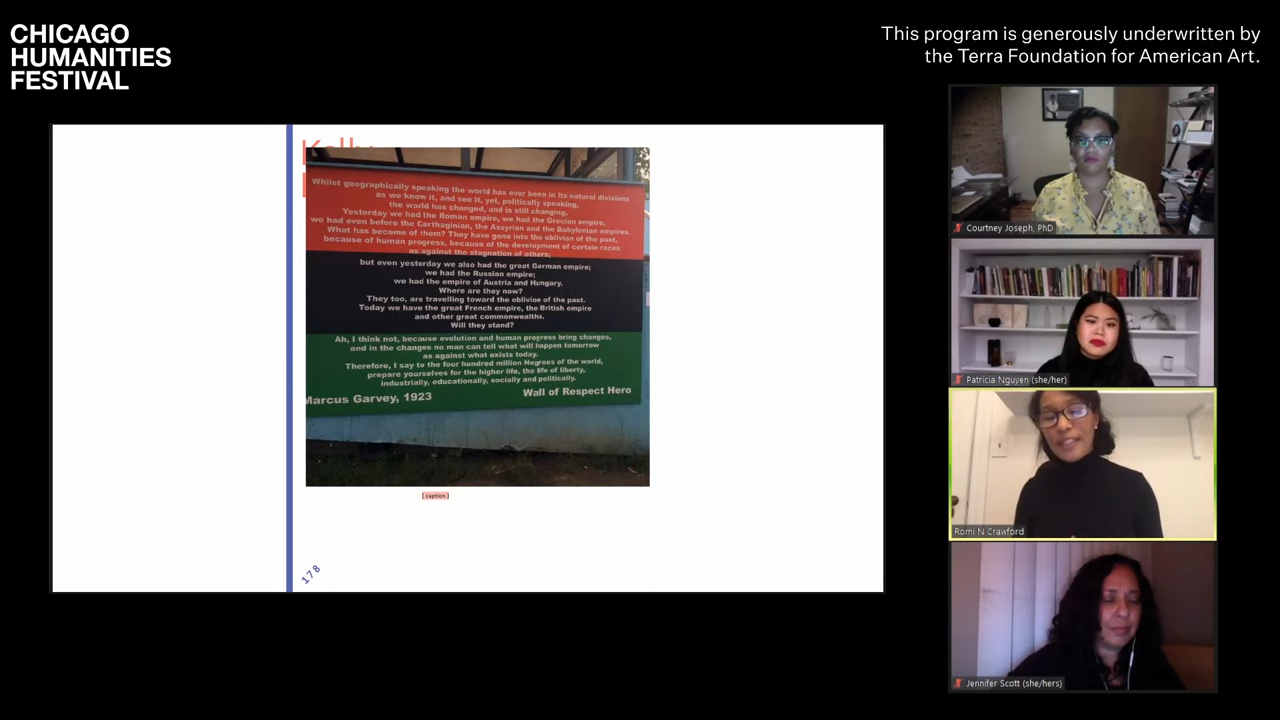 CHICAGO
HUMANITIES
FESTIVAL
This program is generously underwritten by
the Terra Foundation for American Art.
Whilst geographically speaking the world has ever been in its natural divisions
as we know it, and see it, yet, politically speaking,
the world has changed, and is still changing.
Yesterday we had the Roman empire, we had the Grecian empire,
we had even before the Carthaginian, the Assyrian and the Babylonian empires.
What has become of them? They have gone into the oblivion of the past,
because of human progress, because of the development of certain races
as against the stagnation of others;
but even yesterday we also had the great German empire;
we had the Russian empire;
we had the empire of Austria and Hungary.
Where are they now?
They too, are travelling toward the oblivion of the past.
Today we have the great French empire, the British empire
and other great commonwealths.
Will they stand?
Ah, I think not, because evolution and human progress bring changes,
and in the changes no man can tell what will happen tomorrow
as against what exists today.
Therefore, I say to the four hundred million Negroes of the world,
prepare yourselves for the higher life, the life of liberty,
industrially, educationally, socially and politically.
Marcus Garvey, 1923
Wall of Respect Hero
[caption]
178
Courtney Joseph, PhD
Patricia Nguyen (she/her)
Romi N Crawford
Jennifer Scott (she/hers)